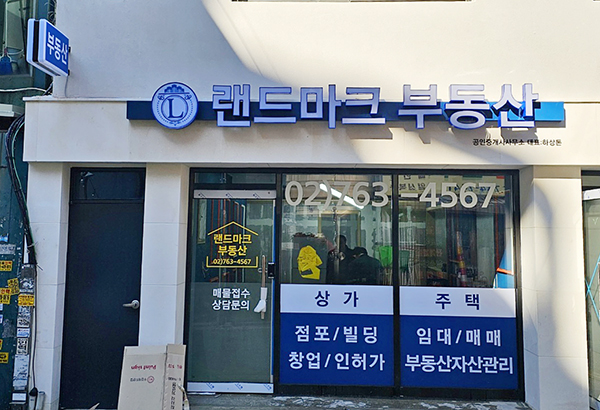 부동산
L
랜드마크 부동산
공인중개사사무소 대표:하상돈
02)763-4567
랜드마크
부동산
02)763-4567
매물접수
상담문의
상가
점포/빌딩
창업/인허가
주택
임대/매매
부동산자산관리